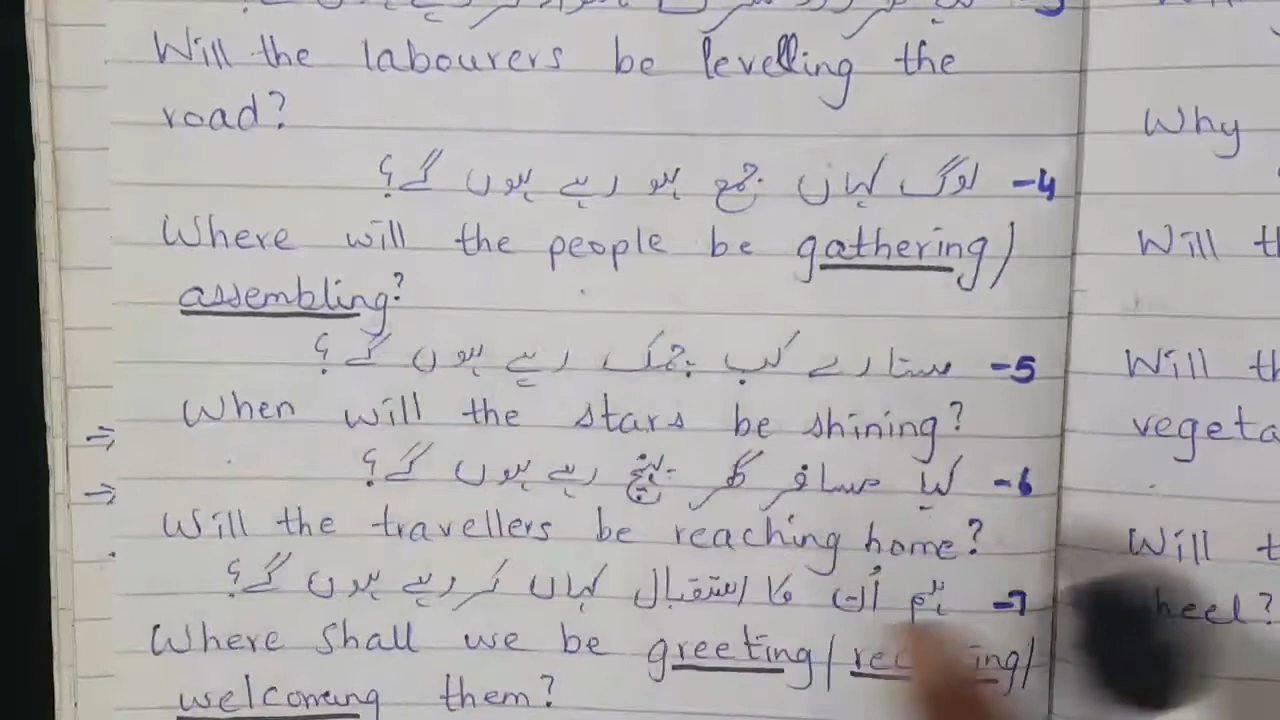 Will the labourers be levelling the
road?
4- لوگ کہاں جمع ہو رہے ہوں گے؟
Where will the people be gathering/
assembling?
5- ستارے کب چمک رہے ہوں گے؟
When will the stars be shining?
6- کیا مسافر گھر پہنچ رہے ہوں گے؟
Will the travellers be reaching home?
7- ہم اُن کا استقبال کہاں کر رہے ہوں گے؟
Where shall we be greeting/
welcoming them?
Why
Will
Will
Will